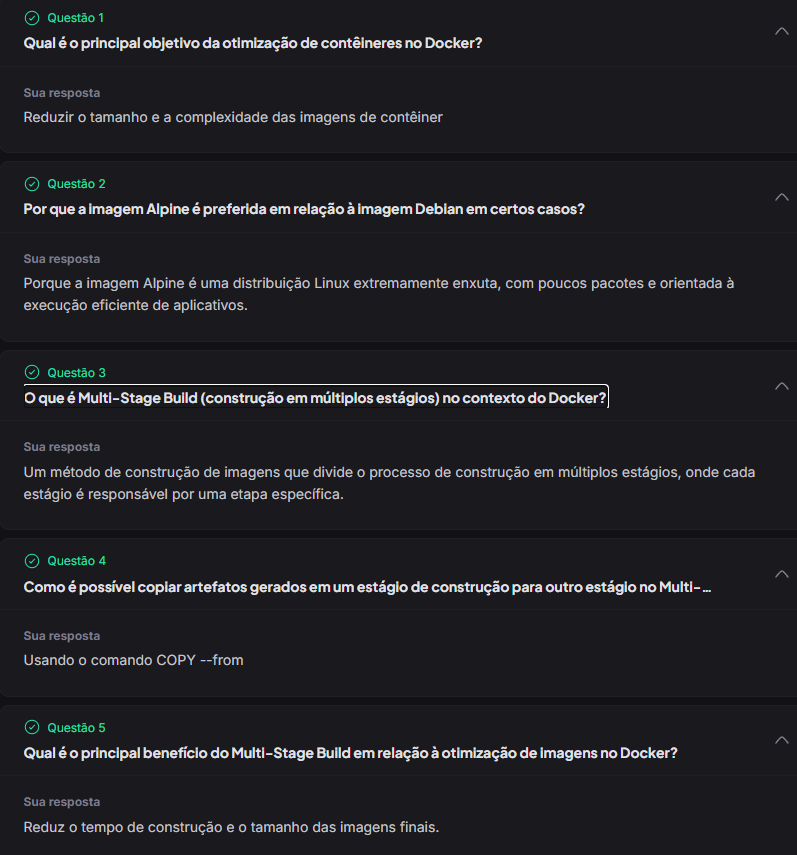 Questão 1
Qual é o principal objetivo da otimização de contêineres no Docker?
Sua resposta
Reduzir o tamanho e a complexidade das imagens de contêiner
Questão 2
Por que a imagem Alpine é preferida em relação à imagem Debian em certos casos?
Sua resposta
Porque a imagem Alpine é uma distribuição Linux extremamente enxuta, com poucos pacotes e orientada à
execução eficiente de aplicativos.
Questão 3
O que é Multi-Stage Build (construção em múltiplos estágios) no contexto do Docker?
Sua resposta
Um método de construção de imagens que divide o processo de construção em múltiplos estágios, onde cada
estágio é responsável por uma etapa específica.
Questão 4
Como é possível copiar artefatos gerados em um estágio de construção para outro estágio no Multi-...
Sua resposta
Usando o comando COPY --from
Questão 5
Qual é o principal benefício do Multi-Stage Build em relação à otimização de imagens no Docker?
Sua resposta
Reduz o tempo de construção e o tamanho das imagens finais.